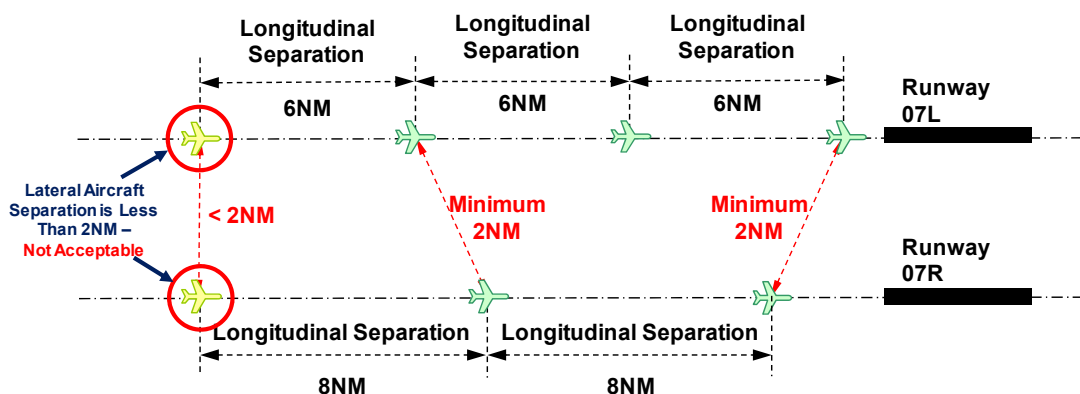 Longitudinal
Separation
Longitudinal
Separation
Longitudinal
Separation
6NM
6NM
6NM
Runway
07L
Lateral Aircraft
Separation is Less
Than 2NM –
Not Acceptable
< 2NM
Minimum
2NM
Minimum
2NM
Runway
07R
Longitudinal Separation
Longitudinal Separation
8NM
8NM